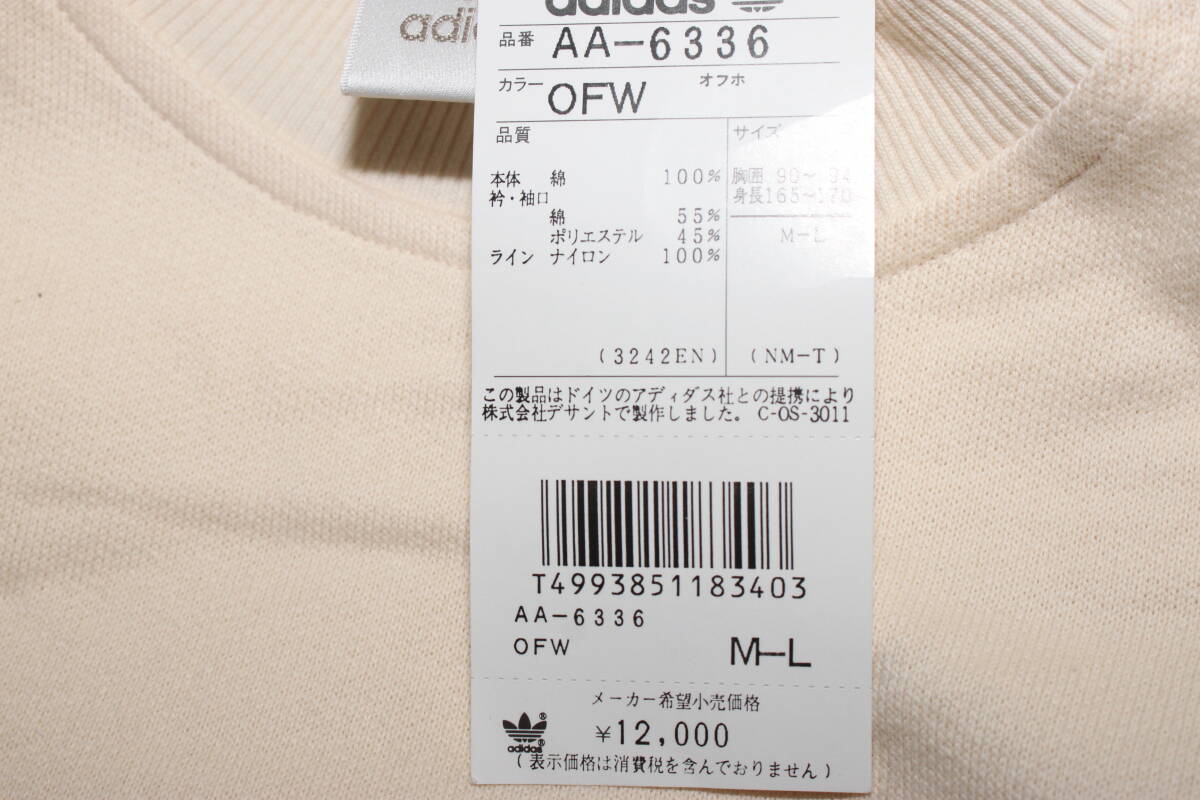 adidas
adi
品番 AA-6336
カラー OFW オフホ
品質 サイズ
本体 綿 100%
胸囲 90～94
衿・袖口
身長165～170
綿 55%
ポリエステル 45%
M-L
ライン ナイロン 100%
(3242EN) (NM-T)
この製品はドイツのアディダス社との提携により
株式会社デサントで製作しました。 C-OS-3011
T4993851183403
AA-6336
OFW M-L
メーカー希望小売価格
¥12,000
adidas
(表示価格は消費税を含んでおりません)